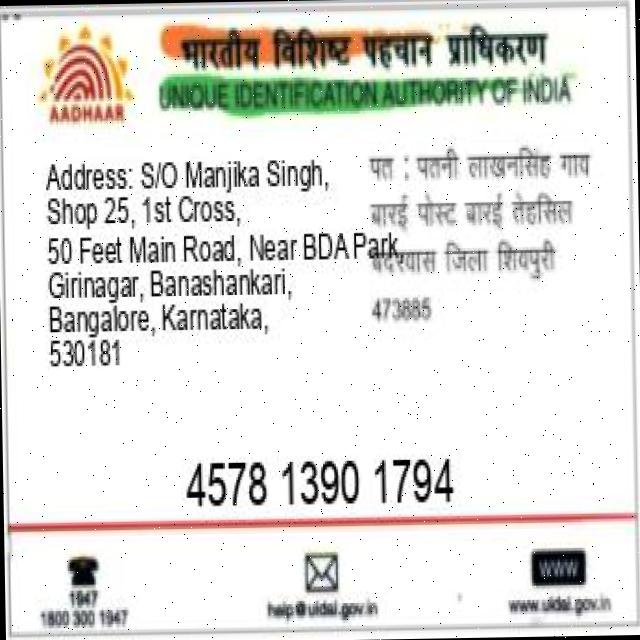 भारतीय विशिष्ट पहचान प्राधिकरण
UNIQUE IDENTIFICATION AUTHORITY OF INDIA
AADHAAR
Address: S/O Manjika Singh,
Shop 25, 1st Cross,
50 Feet Main Road, Near BDA Park,
Girinagar, Banashankari,
Bangalore, Karnataka,
530181
पत : पतनी लाखनसिंह गाव
बारई पोस्ट बारई तेहसिल
बदरवास जिला शिवपुरी
473885
4578 1390 1794
1947
1800 300 1947
help@uidai.gov.in
WWW
www.uidai.gov.in